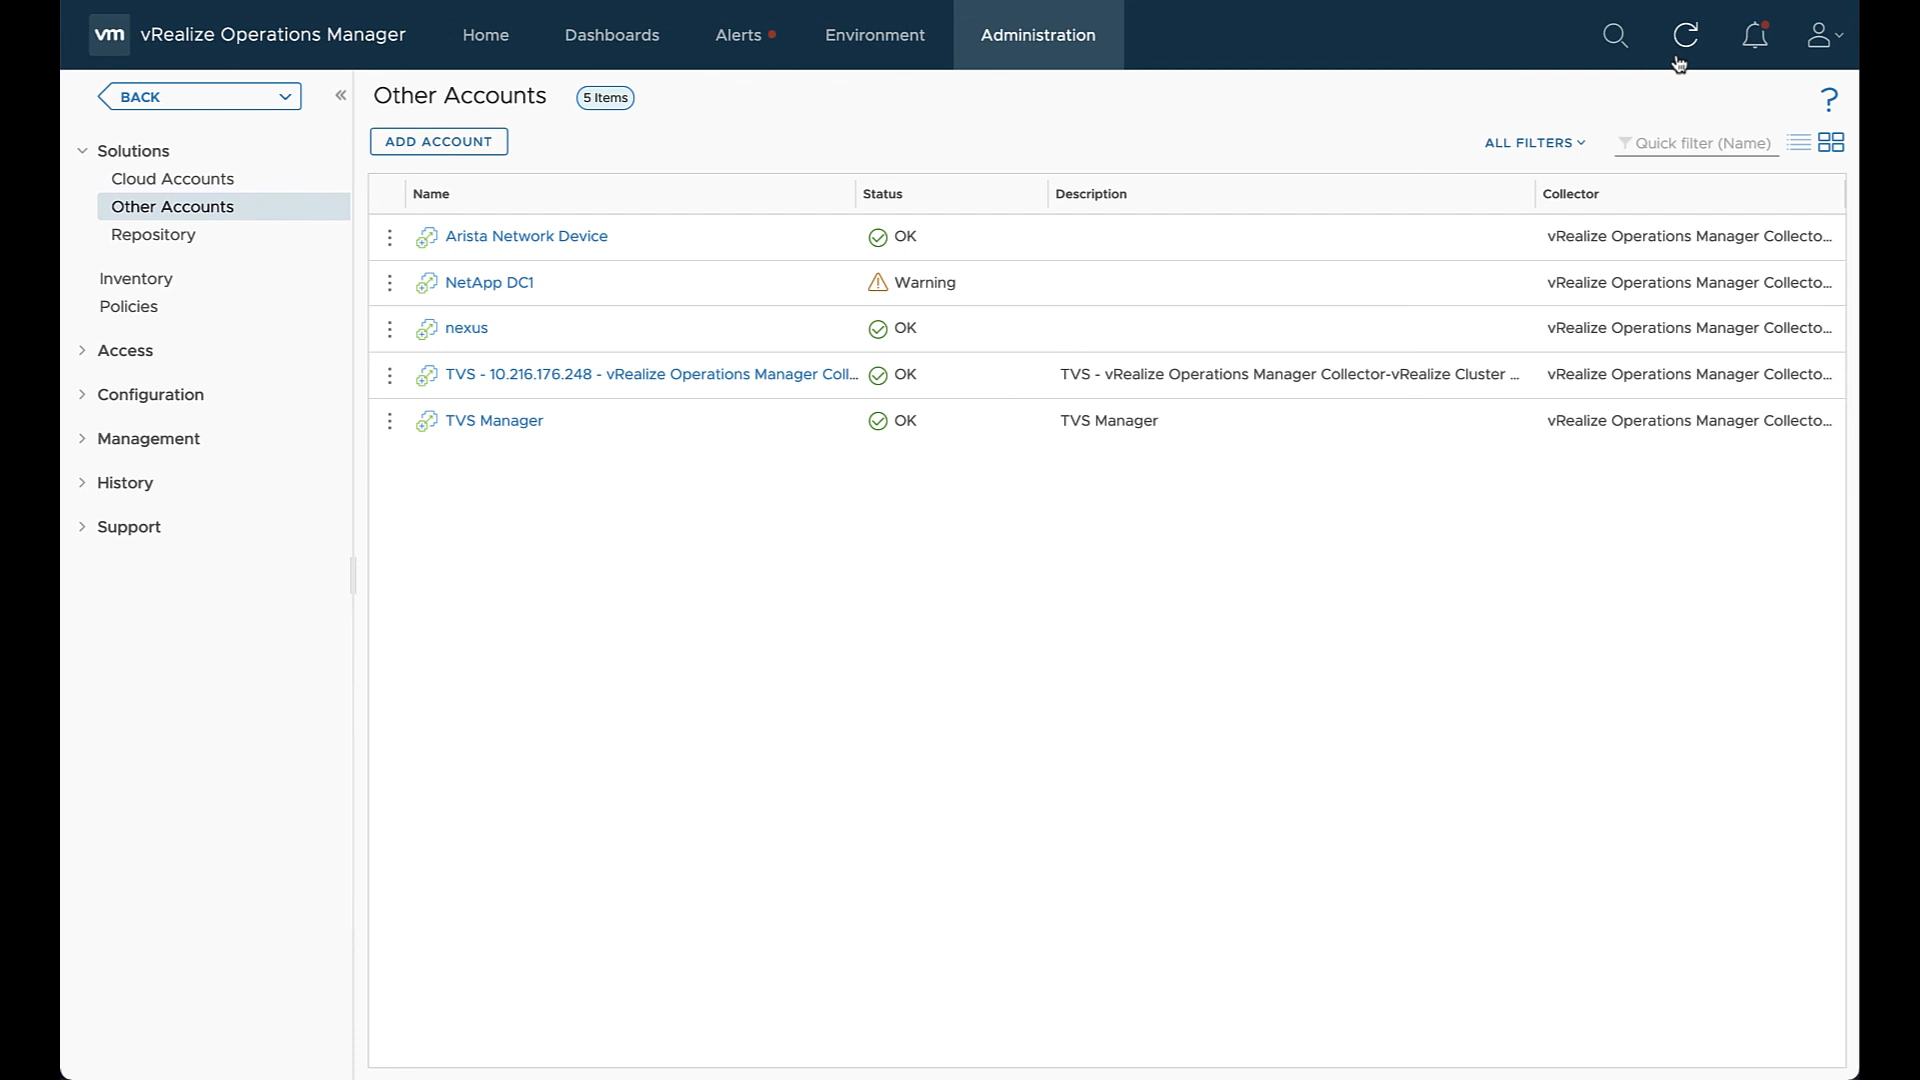 vm vRealize Operations Manager Home Dashboards Alerts Environment Administration
BACK
Other Accounts 5 Items
?
ADD ACCOUNT
ALL FILTERS Quick filter (Name)
Solutions
Cloud Accounts
Other Accounts
Repository
Inventory
Policies
Access
Configuration
Management
History
Support
Name Status Description Collector
Arista Network Device OK vRealize Operations Manager Collecto...
NetApp DC1 Warning vRealize Operations Manager Collecto...
nexus OK vRealize Operations Manager Collecto...
TVS - 10.216.176.248 - vRealize Operations Manager Coll... OK TVS - vRealize Operations Manager Collector-vRealize Cluster ... vRealize Operations Manager Collecto...
TVS Manager OK TVS Manager vRealize Operations Manager Collecto...